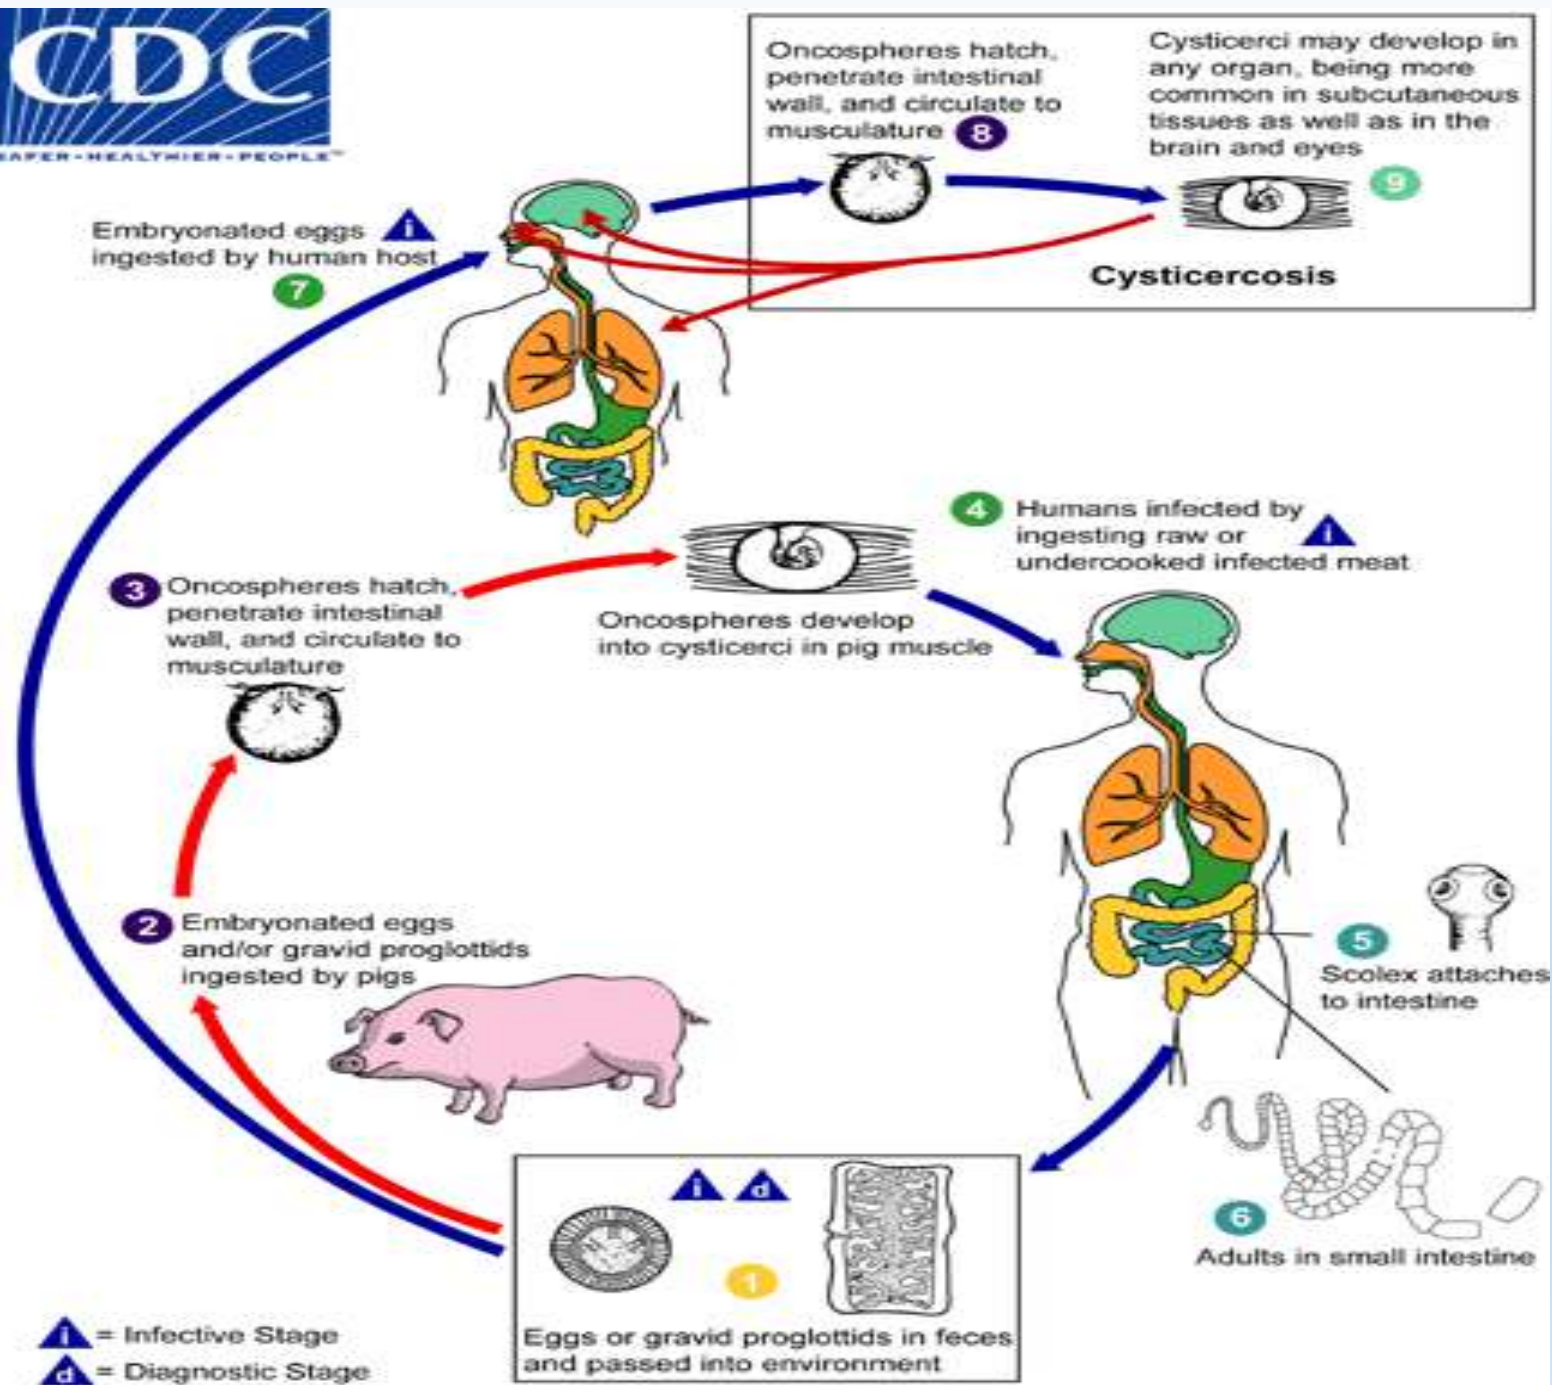 CDC
SAFER • HEALTHIER • PEOPLE™
Oncospheres hatch,
penetrate intestinal
wall, and circulate to
musculature 8
Cysticerci may develop in
any organ, being more
common in subcutaneous
tissues as well as in the
brain and eyes
9
Cysticercosis
Embryonated eggs i
ingested by human host
7
4 Humans infected by
ingesting raw or i
undercooked infected meat
3 Oncospheres hatch,
penetrate intestinal
wall, and circulate to
musculature
Oncospheres develop
into cysticerci in pig muscle
2 Embryonated eggs
and/or gravid proglottids
ingested by pigs
5
Scolex attaches
to intestine
6
Adults in small intestine
i d
1
Eggs or gravid proglottids in feces
and passed into environment
i = Infective Stage
d = Diagnostic Stage